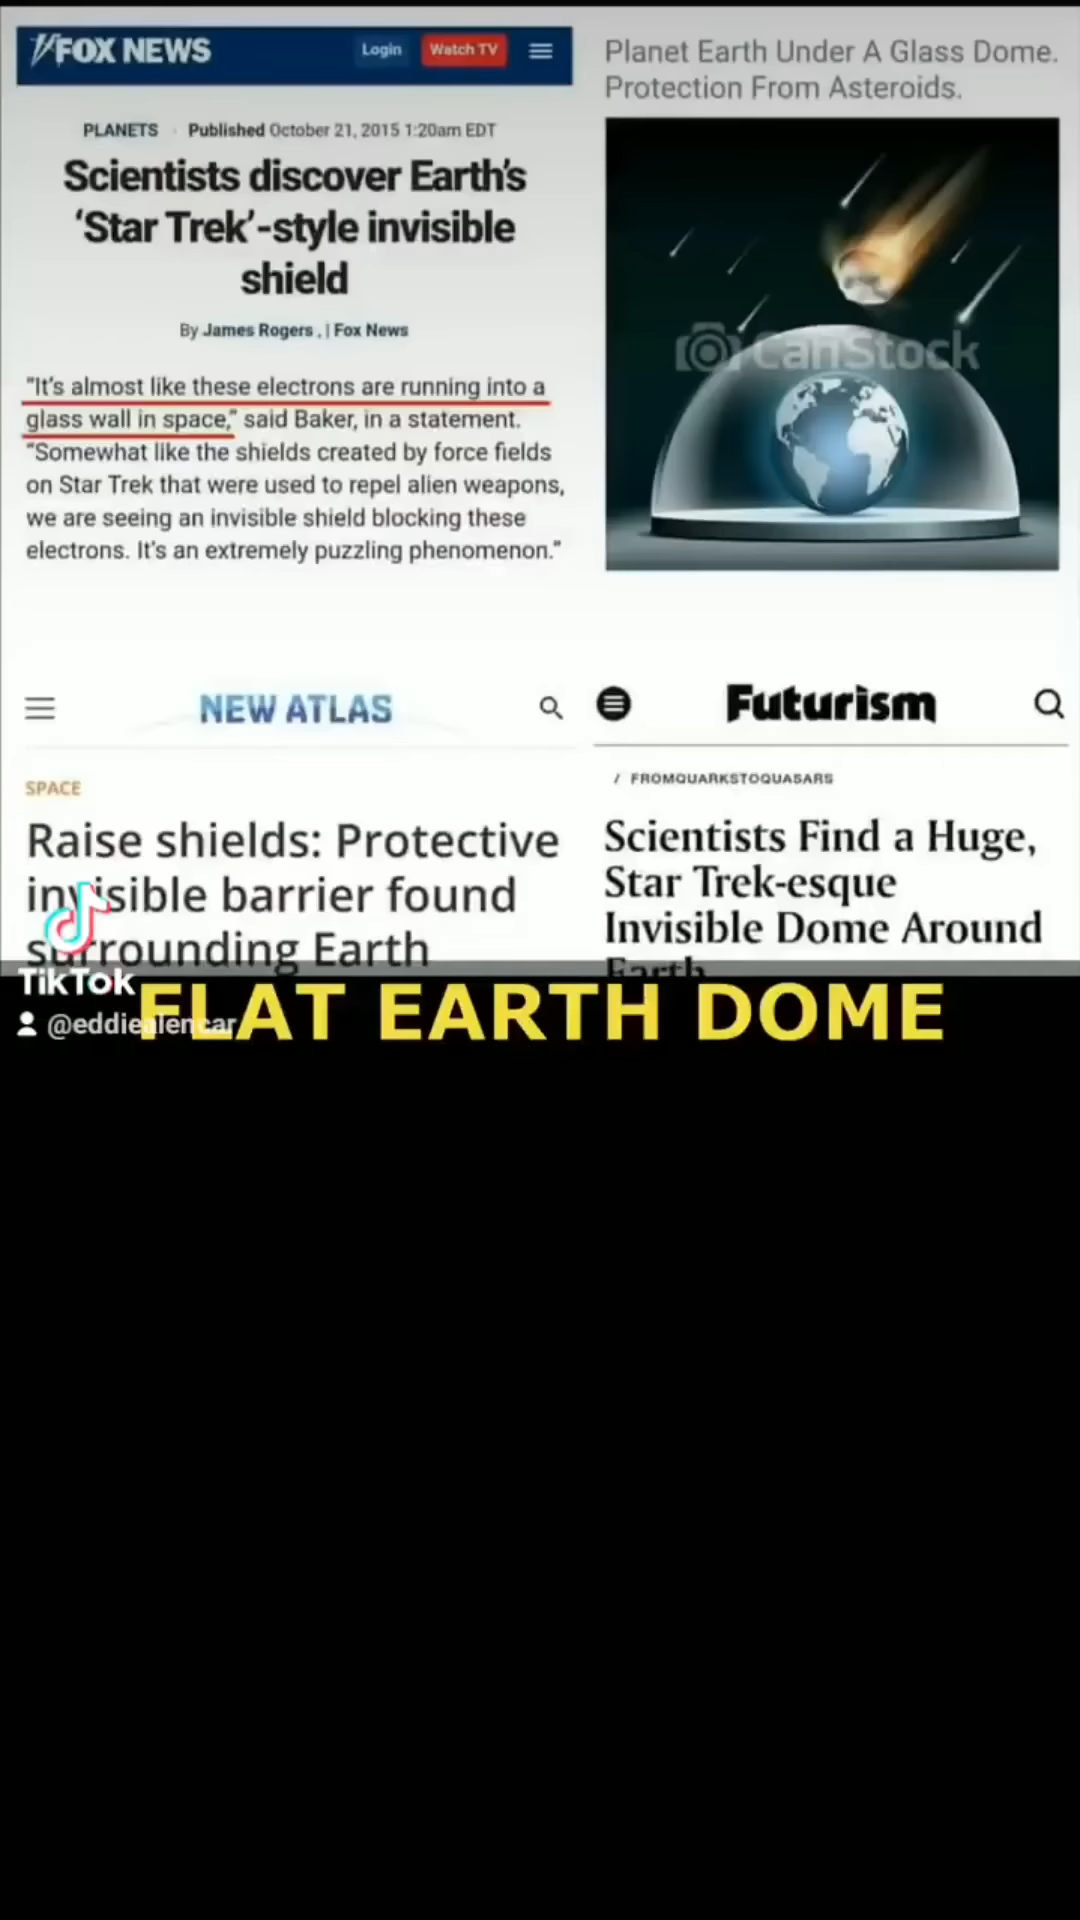 FOX NEWS
Login
Watch TV
PLANETS
Published October 21, 2015 1:20am EDT
Scientists discover Earth's
'Star Trek'-style invisible
shield
By James Rogers , | Fox News
"It's almost like these electrons are running into a
glass wall in space," said Baker, in a statement.
"Somewhat like the shields created by force fields
on Star Trek that were used to repel alien weapons,
we are seeing an invisible shield blocking these
electrons. It's an extremely puzzling phenomenon."
Planet Earth Under A Glass Dome.
Protection From Asteroids.
CanStock
NEW ATLAS
SPACE
Raise shields: Protective
invisible barrier found
surrounding Earth
Futurism
/ FROMQUARKSTOQUASARS
Scientists Find a Huge,
Star Trek-esque
Invisible Dome Around
Earth
TikTok
@eddiealencar
FLAT EARTH DOME